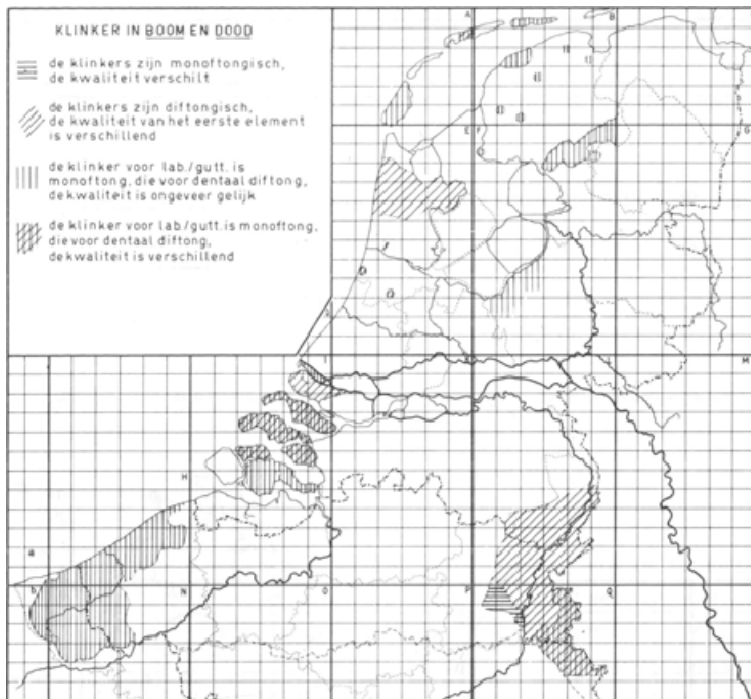 KLINKER IN BOOM EN DOOD
de klinkers zijn monoftongisch,
de kwaliteit verschilt
de klinkers zijn diftongisch,
de kwaliteit van het eerste element
is verschillend
de klinker voor lab./gutt. is
monoftong, die voor dentaal diftong,
de kwaliteit is ongeveer gelijk
de klinker voor lab./gutt. is monoftong,
die voor dentaal diftong,
de kwaliteit is verschillend
A
B
E
F
G
M
H
N
O
P
Q